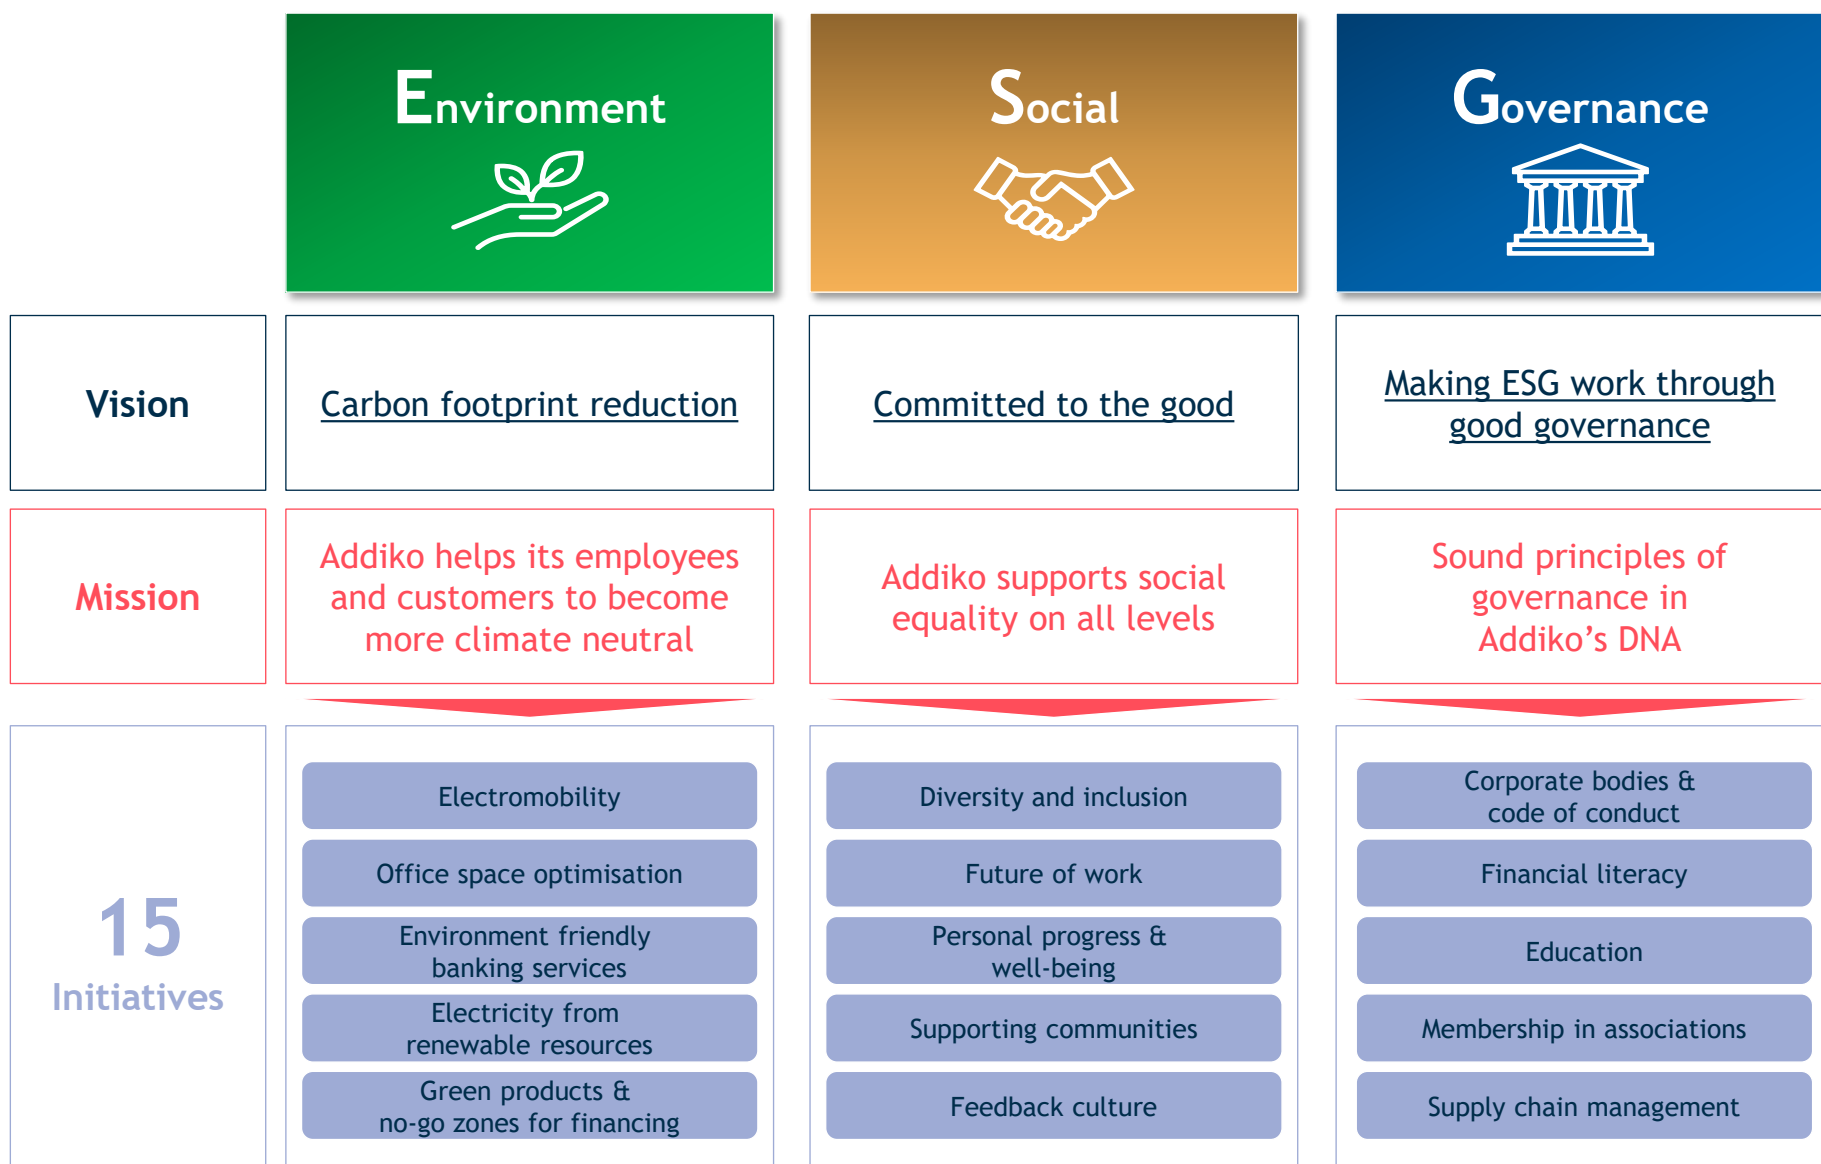 Environment
Social
Governance
Vision
Carbon footprint reduction
Committed to the good
Making ESG work through
good governance
Mission
Addiko helps its employees
and customers to become
more climate neutral
Addiko supports social
equality on all levels
Sound principles of
governance in
Addiko’s DNA
15
Initiatives
Electromobility
Office space optimisation
Environment friendly
banking services
Electricity from
renewable resources
Green products &
no-go zones for financing
Diversity and inclusion
Future of work
Personal progress &
well-being
Supporting communities
Feedback culture
Corporate bodies &
code of conduct
Financial literacy
Education
Membership in associations
Supply chain management